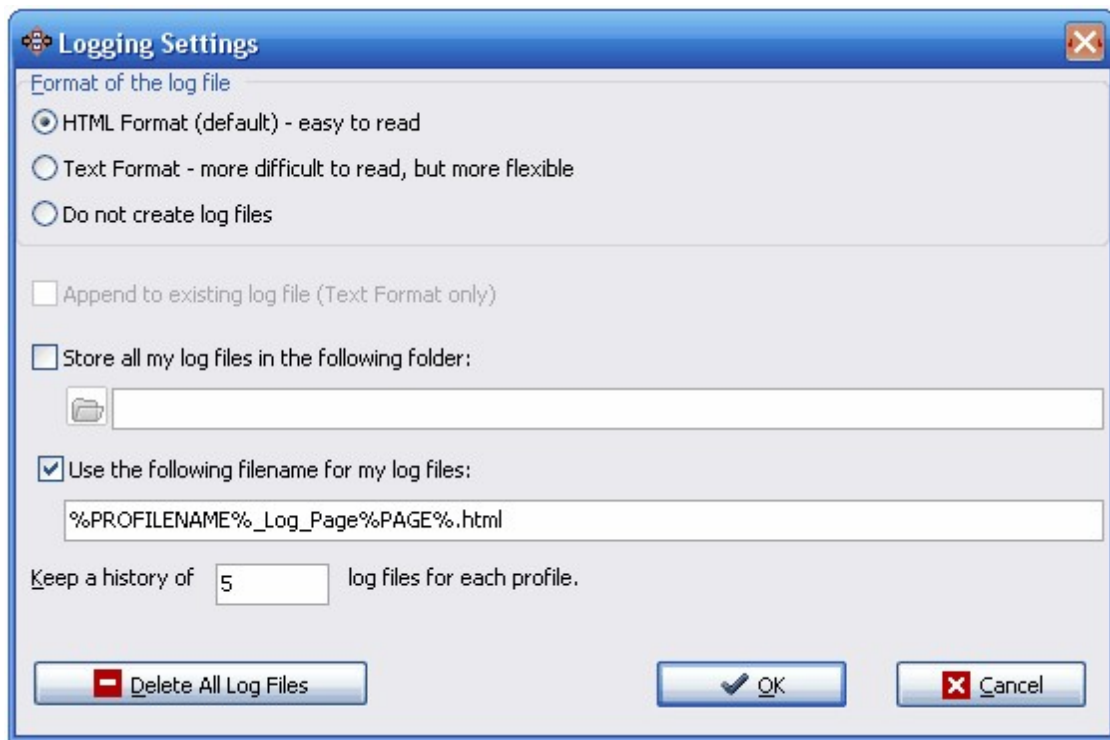 Logging Settings
Format of the log file
HTML Format (default) - easy to read
Text Format - more difficult to read, but more flexible
Do not create log files
Append to existing log file (Text Format only)
Store all my log files in the following folder:
Use the following filename for my log files:
%PROFILENAME%_Log_Page%PAGE%.html
Keep a history of 5 log files for each profile.
Delete All Log Files OK Cancel